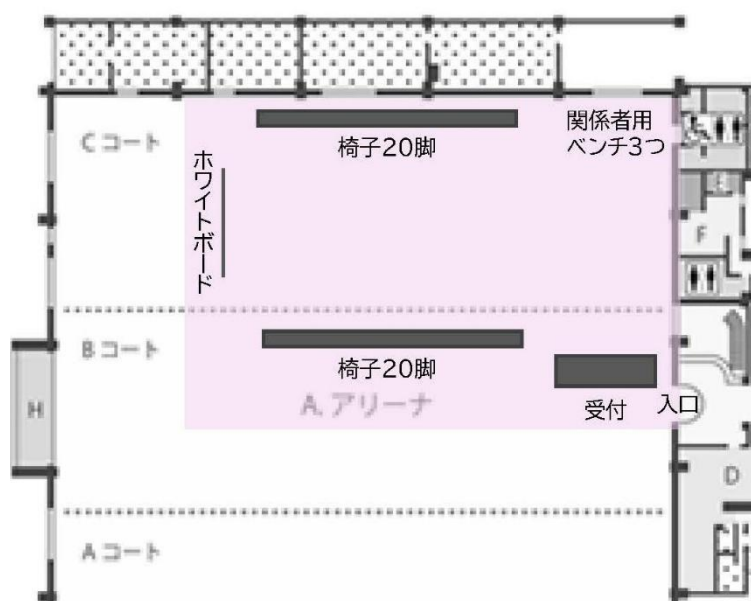 Cコート
椅子20脚
関係者用
ベンチ3つ
ホワイトボード
F
Bコート
椅子20脚
A.アリーナ
受付
入口
H
D
Aコート